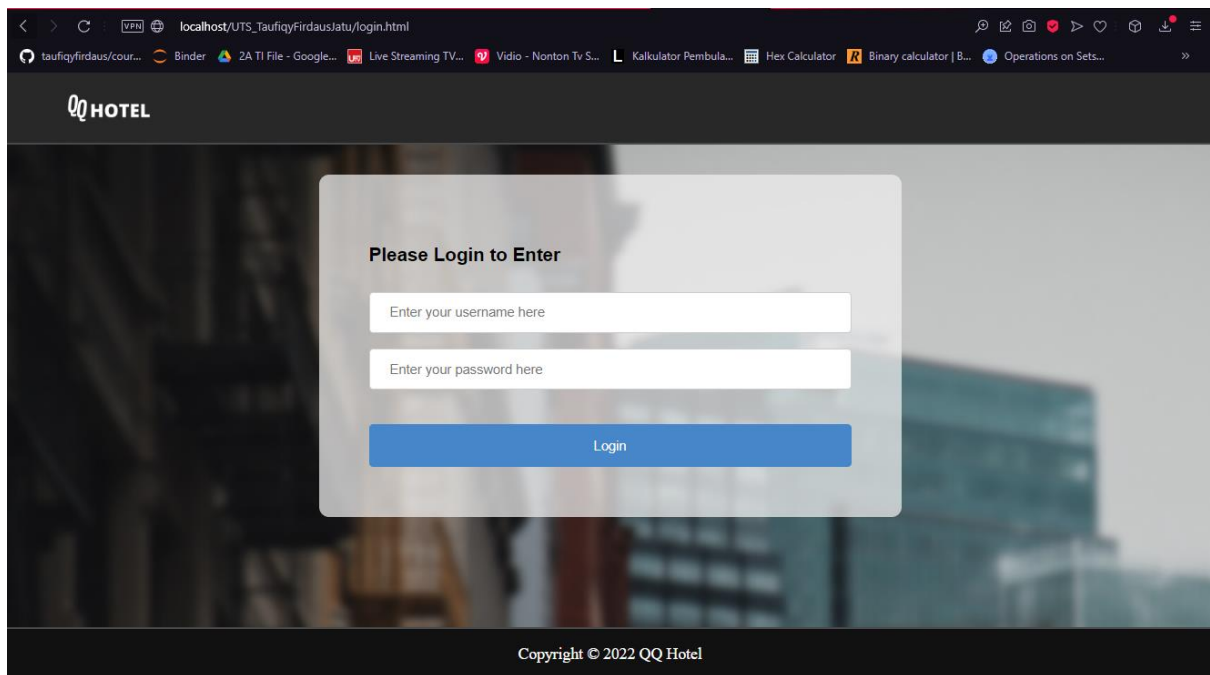 VPN localhost/UTS_TaufiqyFirdausJatu/login.html
taufiqyfirdaus/cour... Binder 2A TI File - Google... Live Streaming TV... Vidio - Nonton Tv S... L Kalkulator Pembula... Hex Calculator R Binary calculator | B... Operations on Sets... »
QQ HOTEL
Please Login to Enter
Enter your username here
Enter your password here
Login
Copyright © 2022 QQ Hotel